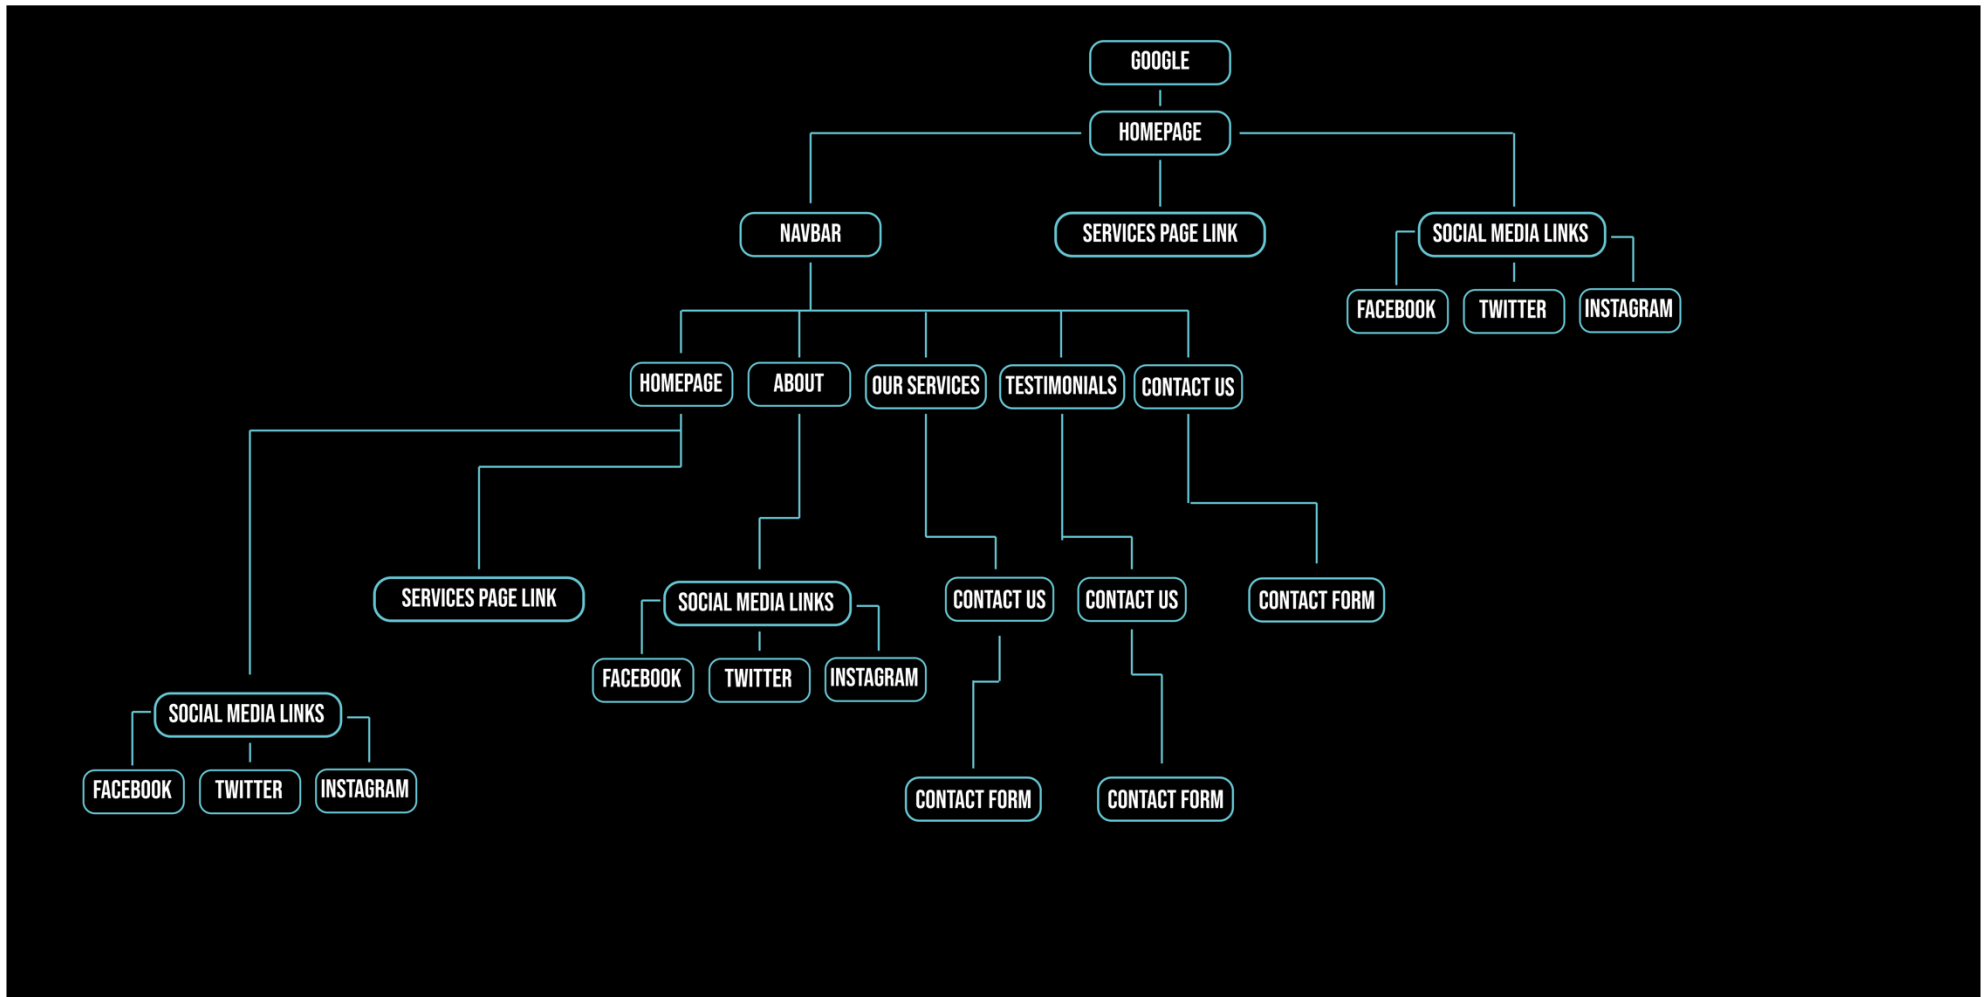 GOOGLE
HOMEPAGE
NAVBAR
SERVICES PAGE LINK
SOCIAL MEDIA LINKS
FACEBOOK
TWITTER
INSTAGRAM
HOMEPAGE
ABOUT
OUR SERVICES
TESTIMONIALS
CONTACT US
SERVICES PAGE LINK
SOCIAL MEDIA LINKS
CONTACT US
CONTACT US
CONTACT FORM
FACEBOOK
TWITTER
INSTAGRAM
SOCIAL MEDIA LINKS
FACEBOOK
TWITTER
INSTAGRAM
CONTACT FORM
CONTACT FORM